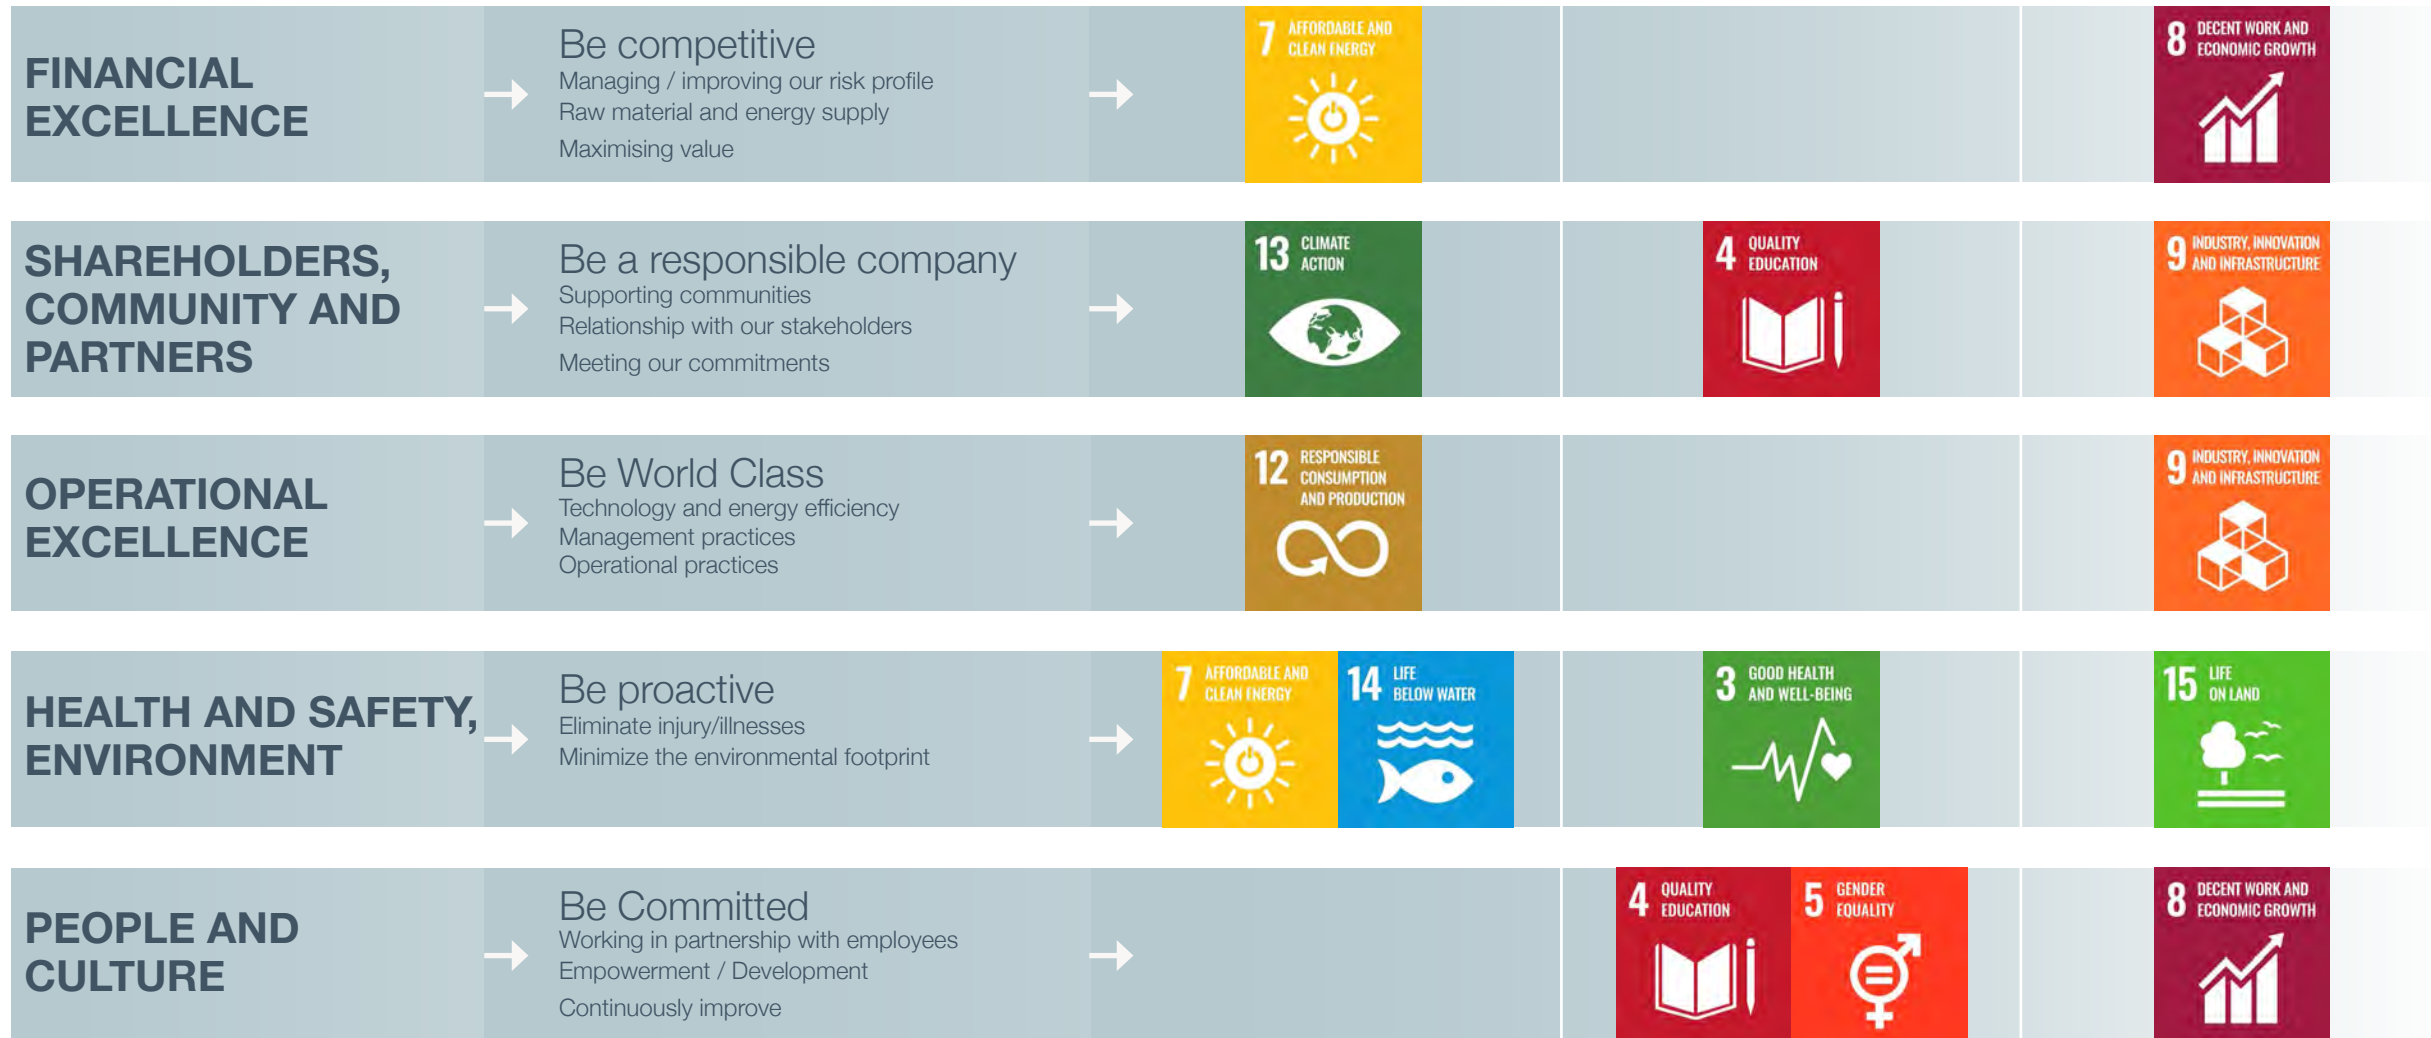 FINANCIAL
EXCELLENCE
Be competitive
Managing / improving our risk profile
Raw material and energy supply
Maximising value
7 AFFORDABLE AND
CLEAN ENERGY
8 DECENT WORK AND
ECONOMIC GROWTH
SHAREHOLDERS,
COMMUNITY AND
PARTNERS
Be a responsible company
Supporting communities
Relationship with our stakeholders
Meeting our commitments
13 CLIMATE
ACTION
4 QUALITY
EDUCATION
9 INDUSTRY, INNOVATION
AND INFRASTRUCTURE
OPERATIONAL
EXCELLENCE
Be World Class
Technology and energy efficiency
Management practices
Operational practices
12 RESPONSIBLE
CONSUMPTION
AND PRODUCTION
9 INDUSTRY, INNOVATION
AND INFRASTRUCTURE
HEALTH AND SAFETY,
ENVIRONMENT
Be proactive
Eliminate injury/illnesses
Minimize the environmental footprint
7 AFFORDABLE AND
CLEAN ENERGY
14 LIFE
BELOW WATER
3 GOOD HEALTH
AND WELL-BEING
15 LIFE
ON LAND
PEOPLE AND
CULTURE
Be Committed
Working in partnership with employees
Empowerment / Development
Continuously improve
4 QUALITY
EDUCATION
5 GENDER
EQUALITY
8 DECENT WORK AND
ECONOMIC GROWTH